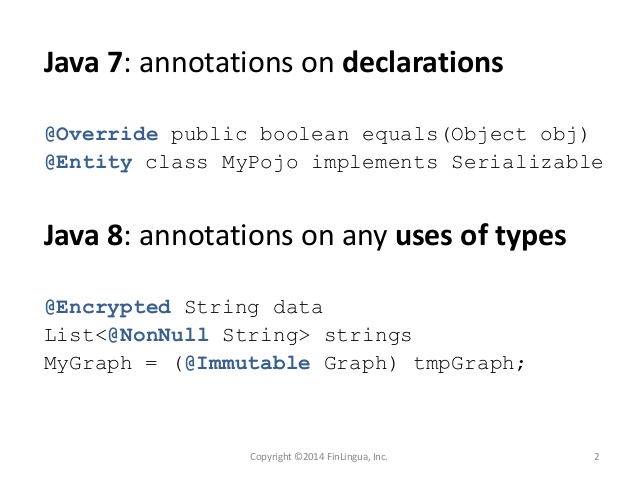 Java 7: annotations on declarations
@Override public boolean equals(Object obj)
@Entity class MyPojo implements Serializable
Java 8: annotations on any uses of types
@Encrypted String data
List<@NonNull String> strings
MyGraph = (@Immutable Graph) tmpGraph;
Copyright ©2014 FinLingua, Inc.
2